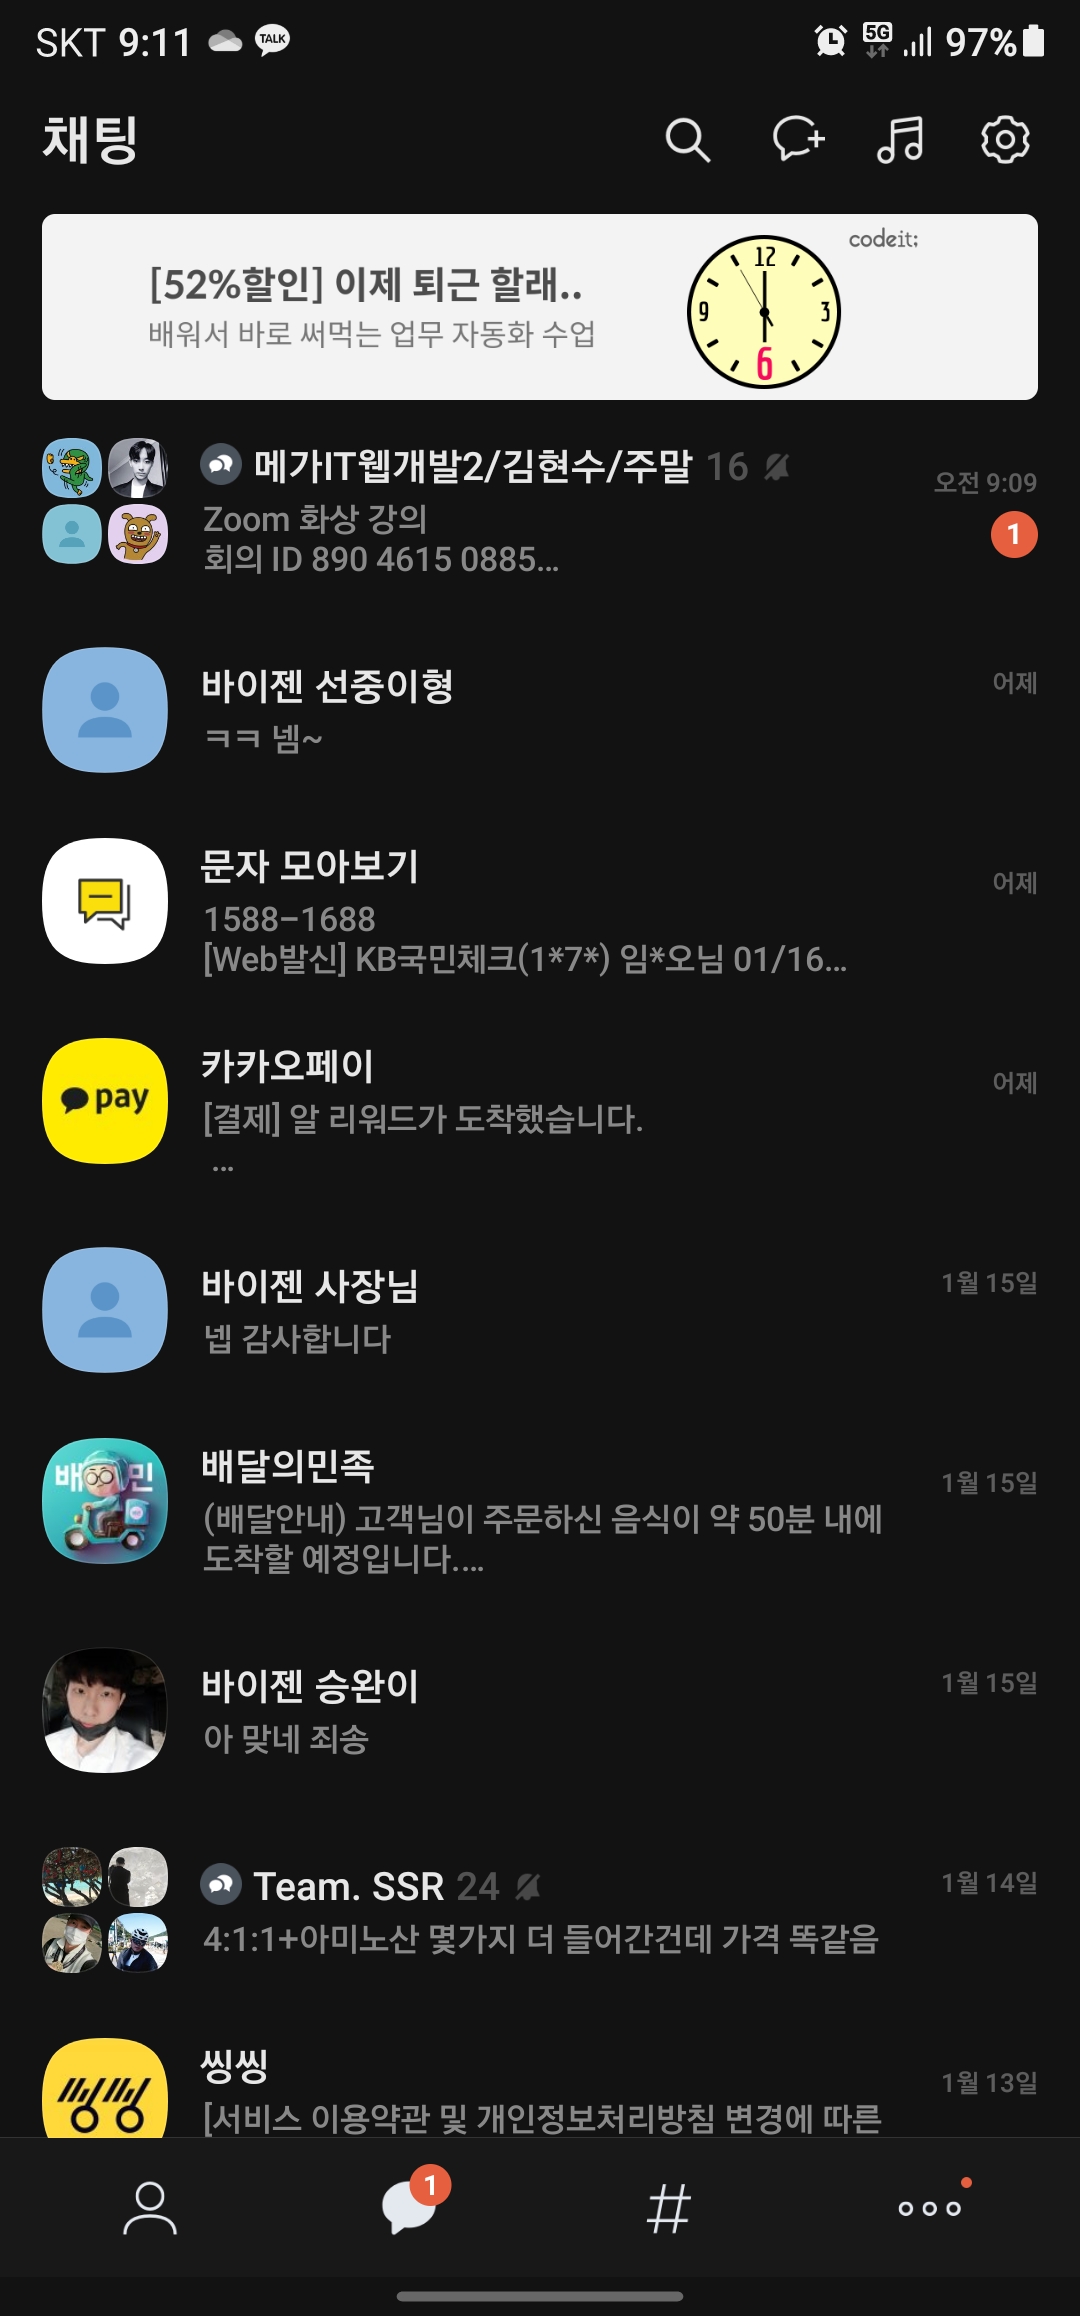 SKT 9:11 TALK 5G 97%
채팅
codeit;
[52%할인] 이제 퇴근 할래..
배워서 바로 써먹는 업무 자동화 수업
12
9 3
6
메가IT웹개발2/김현수/주말 16
오전 9:09
Zoom 화상 강의
1
회의 ID 890 4615 0885...
바이젠 선중이형
어제
ㅋㅋ 넴~
문자 모아보기
어제
1588-1688
[Web발신] KB국민체크(1*7*) 임*오님 01/16...
카카오페이
어제
pay
[결제] 알 리워드가 도착했습니다.
...
바이젠 사장님
1월 15일
넵 감사합니다
배달의민족
1월 15일
배 민
(배달안내) 고객님이 주문하신 음식이 약 50분 내에
도착할 예정입니다....
바이젠 승완이
1월 15일
아 맞네 죄송
Team. SSR 24
1월 14일
4:1:1+아미노산 몇가지 더 들어간건데 가격 똑같음
씽씽
1월 13일
[서비스 이용약관 및 개인정보처리방침 변경에 따른
1